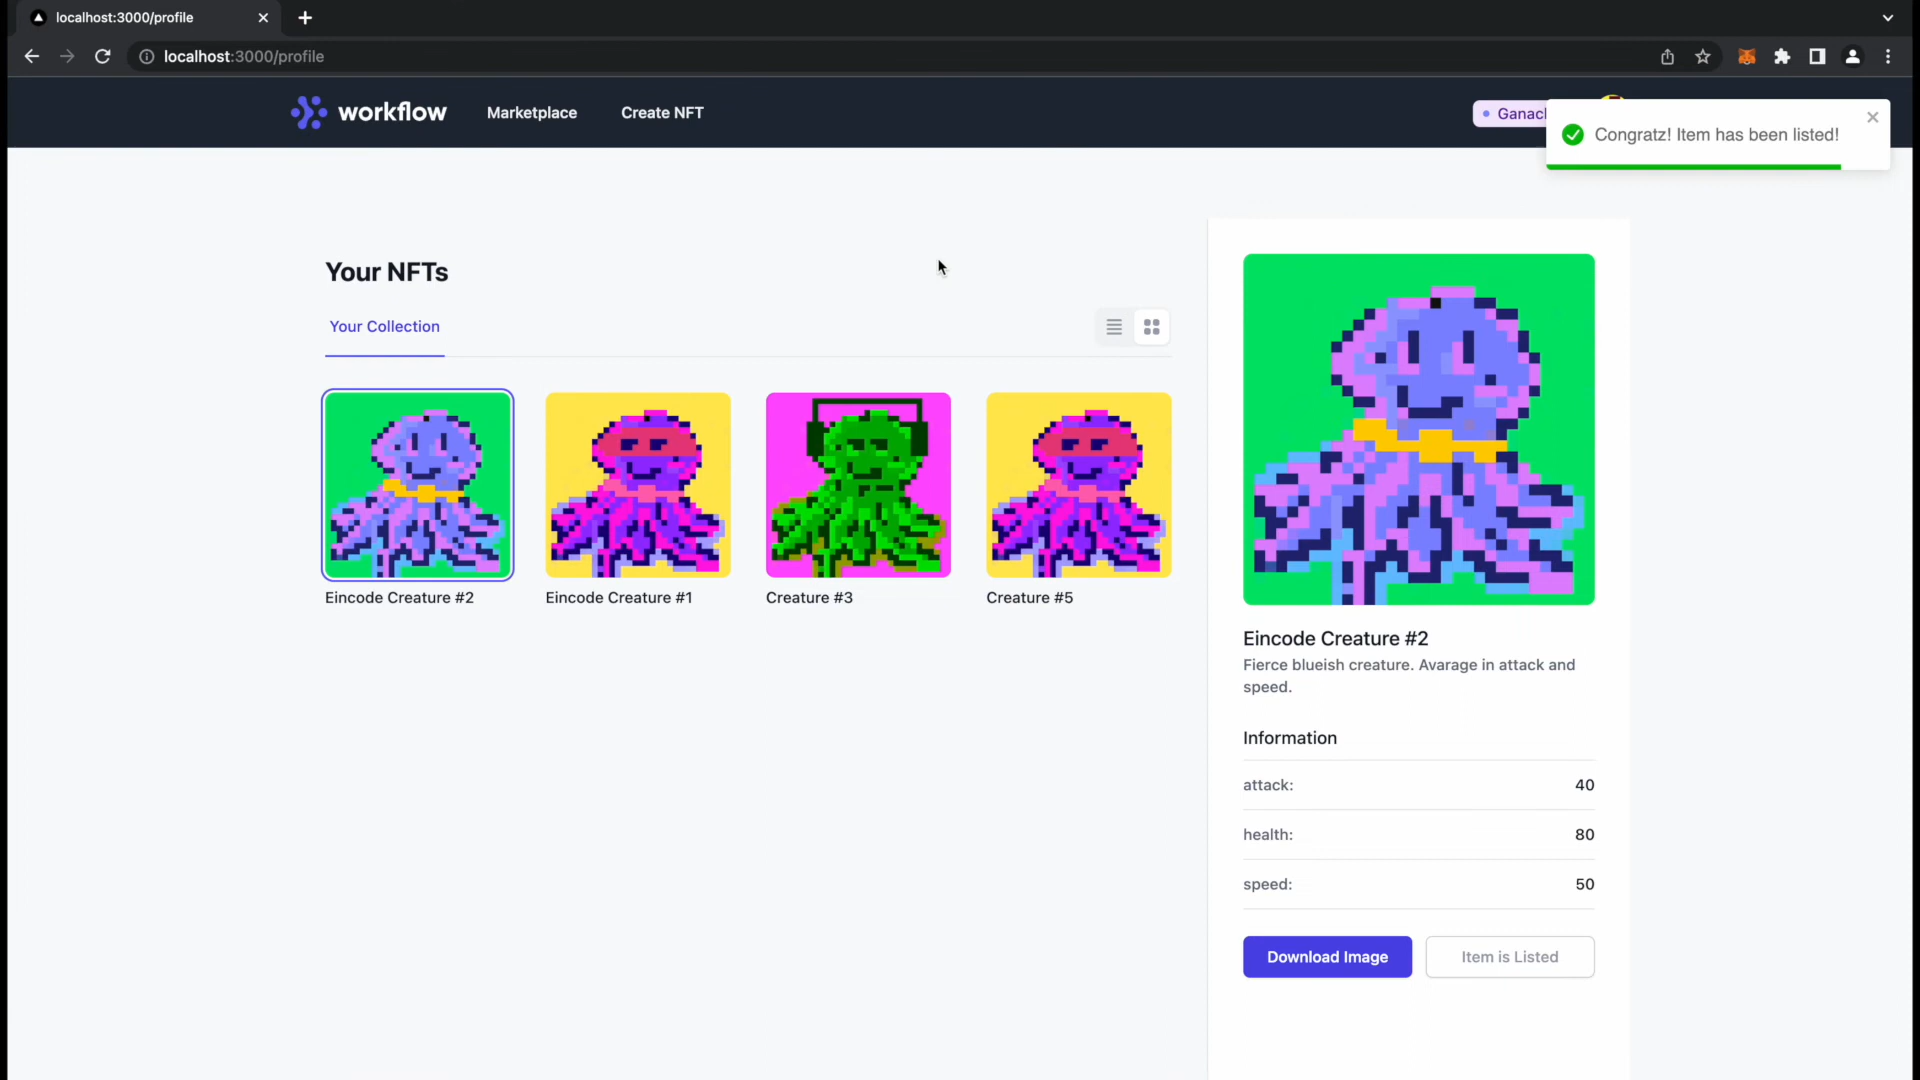 localhost:3000/profile
localhost:3000/profile
workflow
Marketplace
Create NFT
Ganac
Congratz! Item has been listed!
Your NFTs
Your Collection
Eincode Creature #2
Eincode Creature #1
Creature #3
Creature #5
Eincode Creature #2
Fierce blueish creature. Avarage in attack and
speed.
Information
attack: 40
health: 80
speed: 50
Download Image
Item is Listed